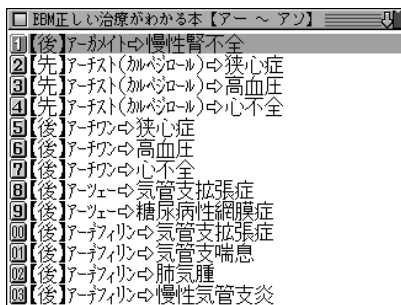 EBM正しい治療がわかる本【アー ～ アソ】
1【後】アーガメイト⇨慢性腎不全
2【先】アーチスト(カルベジロール)⇨狭心症
3【先】アーチスト(カルベジロール)⇨高血圧
4【先】アーチスト(カルベジロール)⇨心不全
5【後】アーチワン⇨狭心症
6【後】アーチワン⇨高血圧
7【後】アーチワン⇨心不全
8【後】アーツェー⇨気管支拡張症
9【後】アーツェー⇨糖尿病性網膜症
00【後】アーデフィリン⇨気管支拡張症
01【後】アーデフィリン⇨気管支喘息
02【後】アーデフィリン⇨肺気腫
03【後】アーデフィリン⇨慢性気管支炎